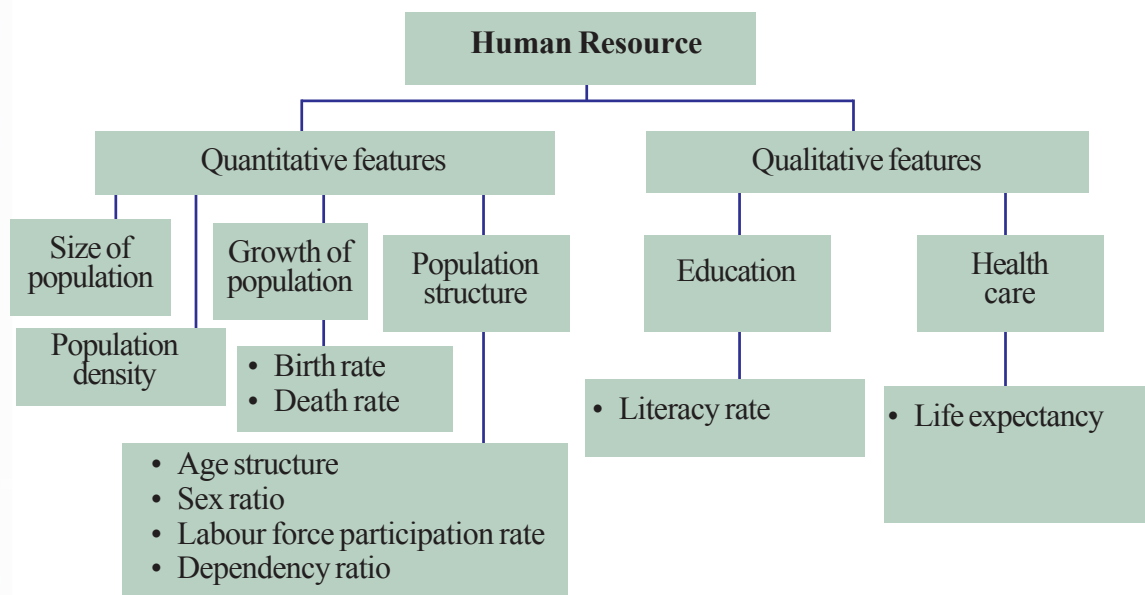 Human Resource
Quantitative features
Qualitative features
Size of
population
Population
density
Growth of
population
• Birth rate
• Death rate
Population
structure
• Age structure
• Sex ratio
• Labour force participation rate
• Dependency ratio
Education
• Literacy rate
Health
care
• Life expectancy